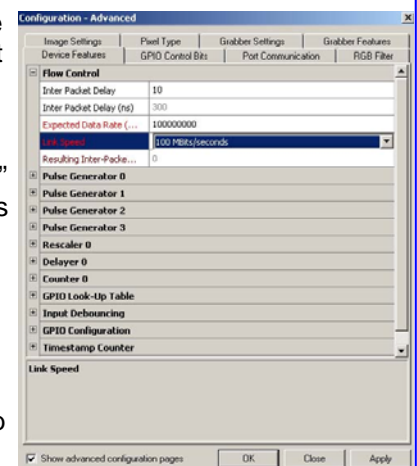 Configuration - Advanced x
Image Settings Pixel Type Grabber Settings Grabber Features
Device Features GPIO Control Bits Port Communication RGB Filter
Flow Control
Inter Packet Delay 10
Inter Packet Delay (ns) 300
Expected Data Rate (... 100000000
Link Speed 100 MBits/seconds
Resulting Inter-Packe... 0
Pulse Generator 0
Pulse Generator 1
Pulse Generator 2
Pulse Generator 3
Rescaler 0
Delayer 0
Counter 0
GPIO Look-Up Table
Input Debouncing
GPIO Configuration
Timestamp Counter
Link Speed
Show advanced configuration pages OK Close Apply